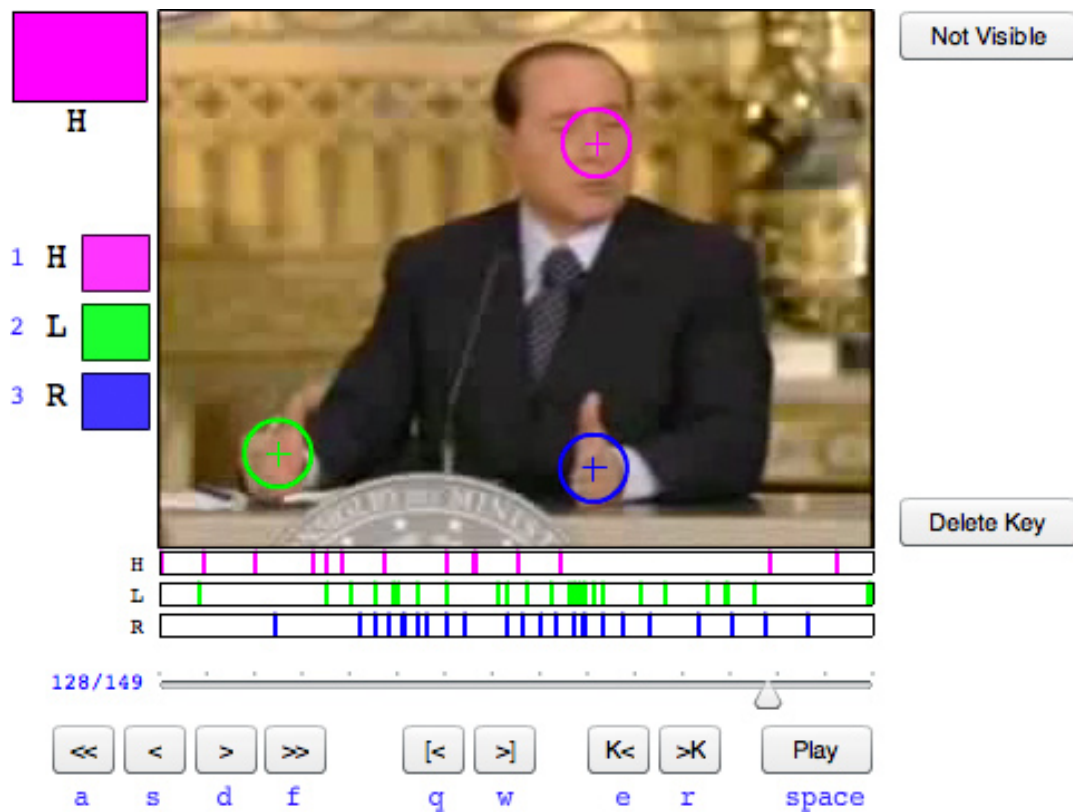 Not Visible
H
1 H
2 L
3 R
Delete Key
H
L
R
128/149
<< < > >> [< >] K< >K Play
a s d f q w e r space